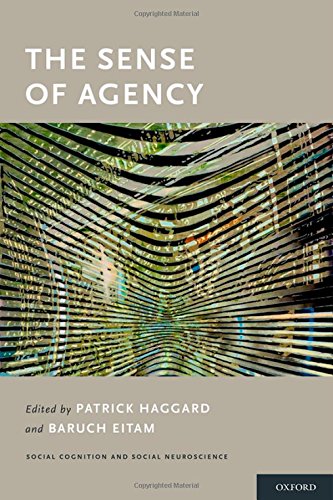 THE SENSE
OF AGENCY
Edited by PATRICK HAGGARD
and BARUCH EITAM
SOCIAL COGNITION AND SOCIAL NEUROSCIENCE
OXFORD